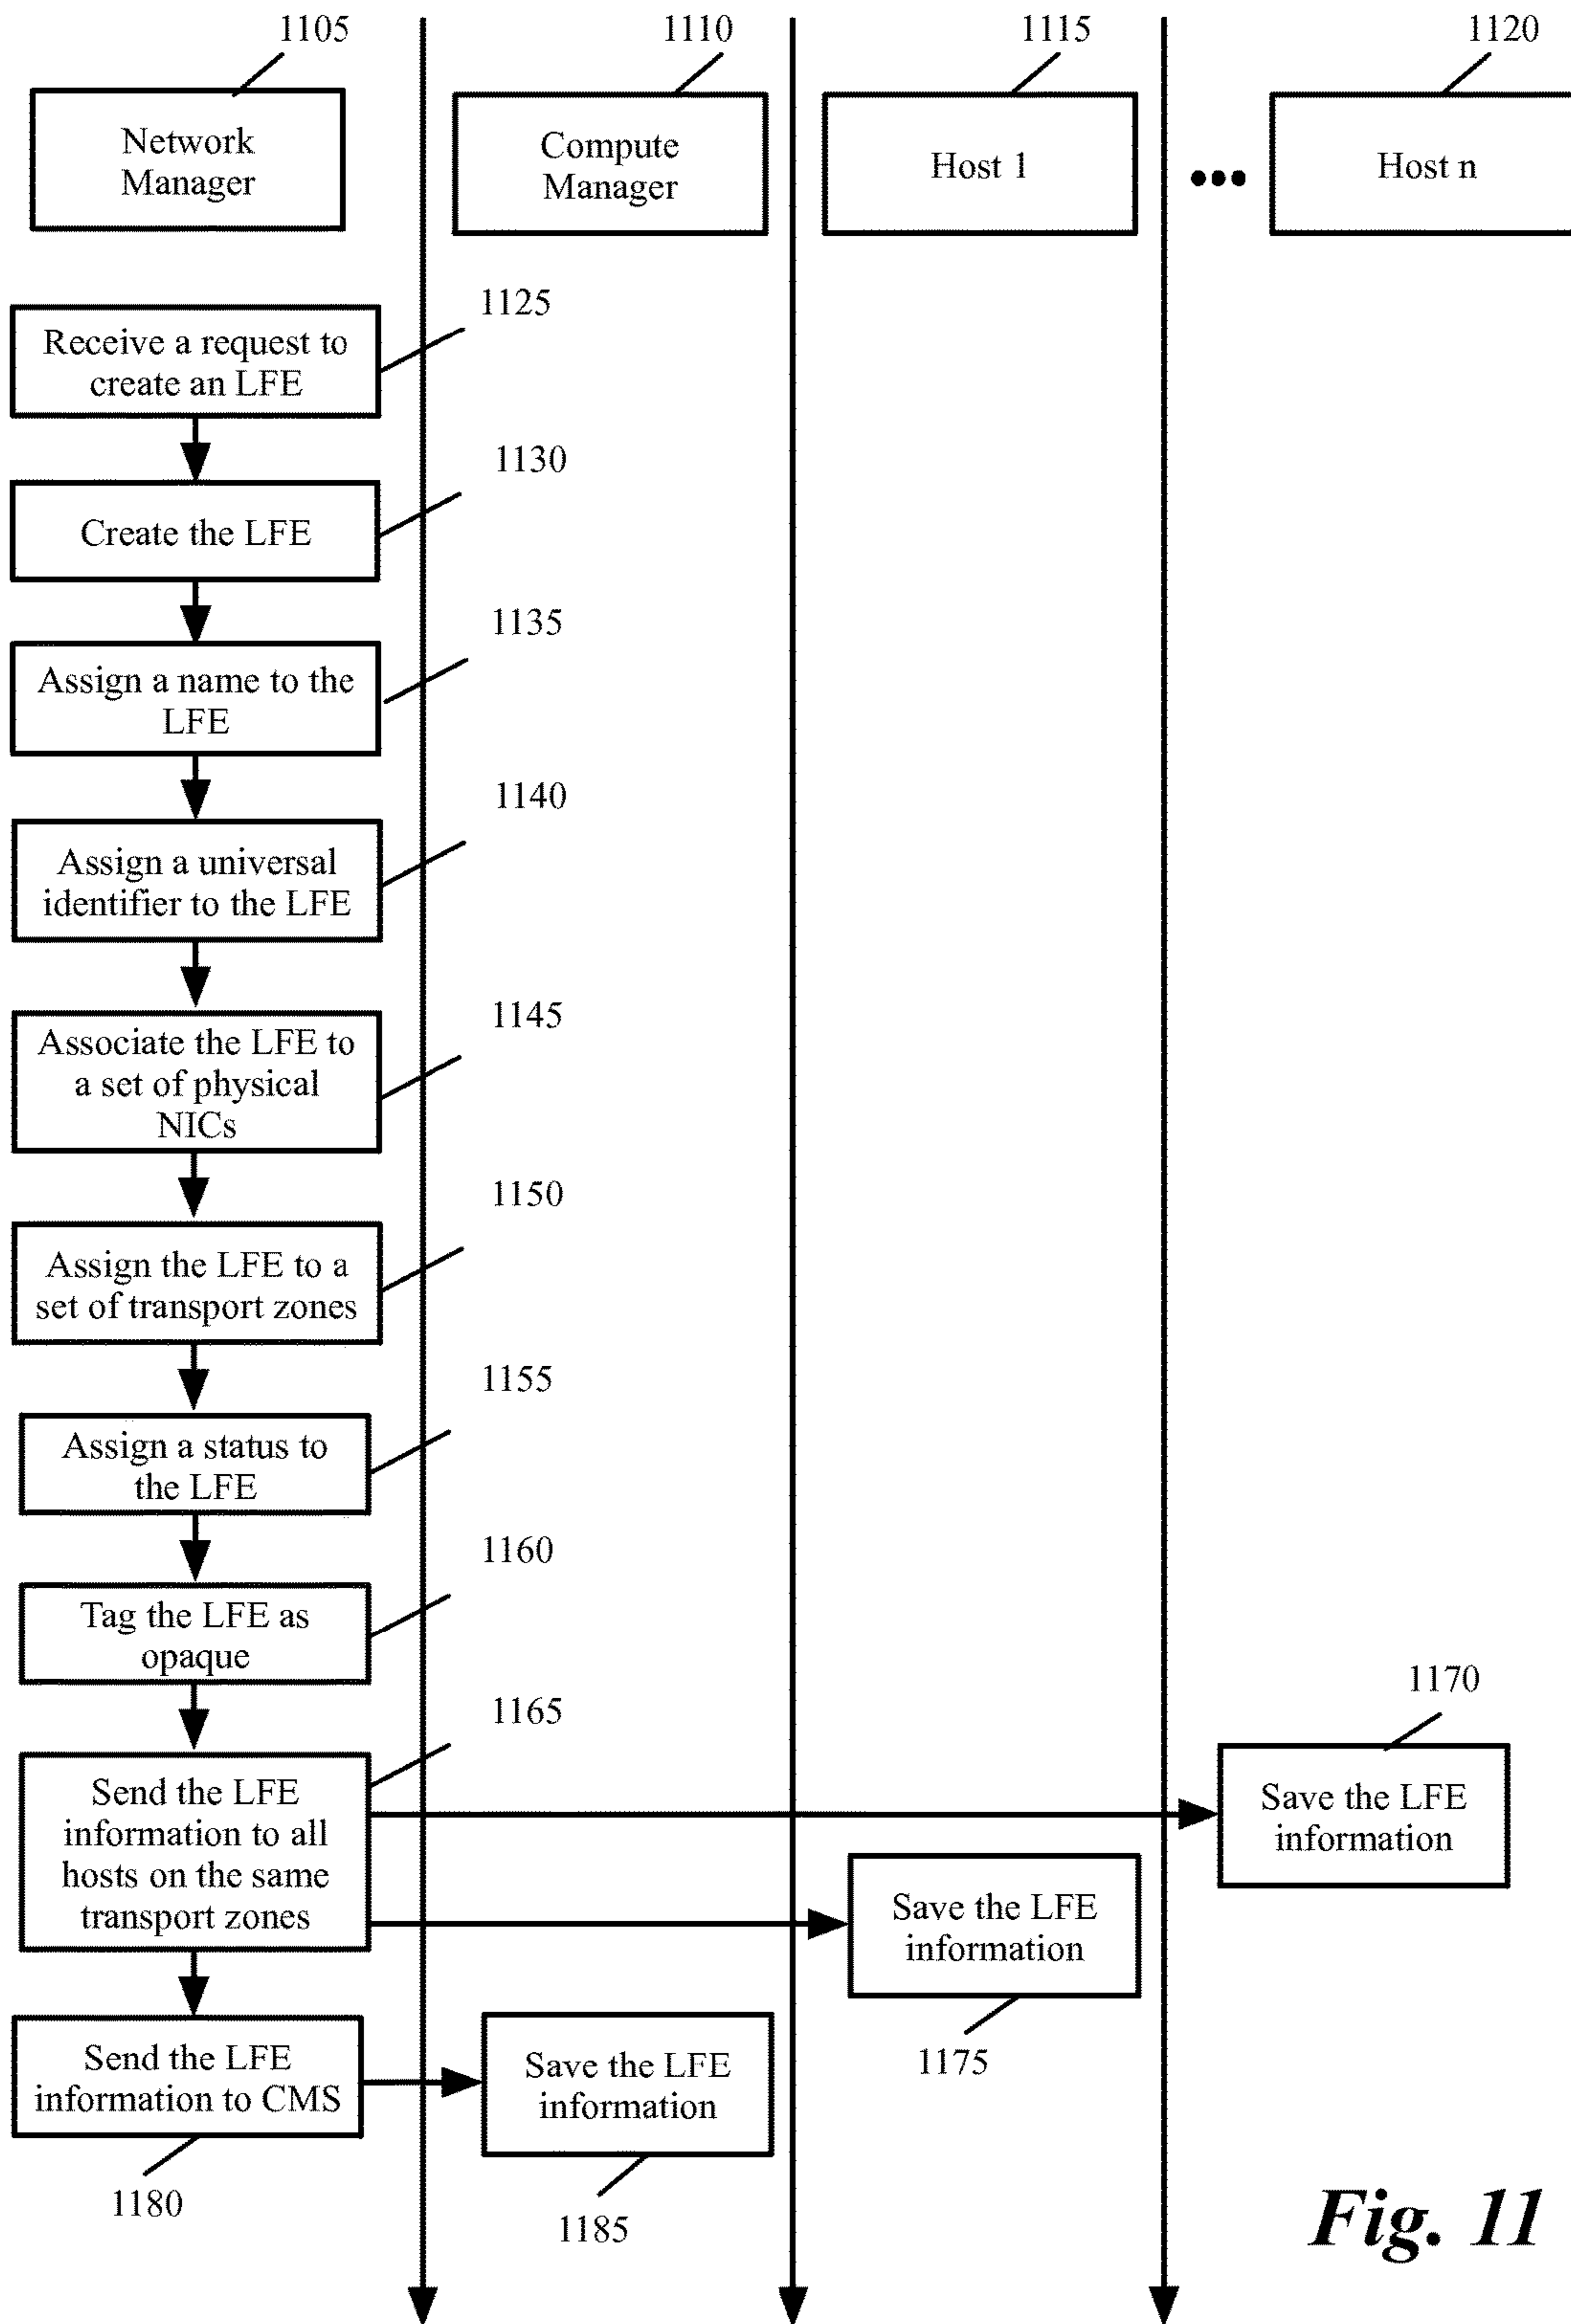 1105
1110
1115
1120
Network
Manager
Compute
Manager
Host 1
Host n
1125
Receive a request to
create an LFE
1130
Create the LFE
1135
Assign a name to the
LFE
1140
Assign a universal
identifier to the LFE
1145
Associate the LFE to
a set of physical
NICs
1150
Assign the LFE to a
set of transport zones
1155
Assign a status to
the LFE
1160
Tag the LFE as
opaque
1165
1170
Send the LFE
information to all
hosts on the same
transport zones
Save the LFE
information
Save the LFE
information
1175
Send the LFE
information to CMS
Save the LFE
information
1180
1185
Fig. 11